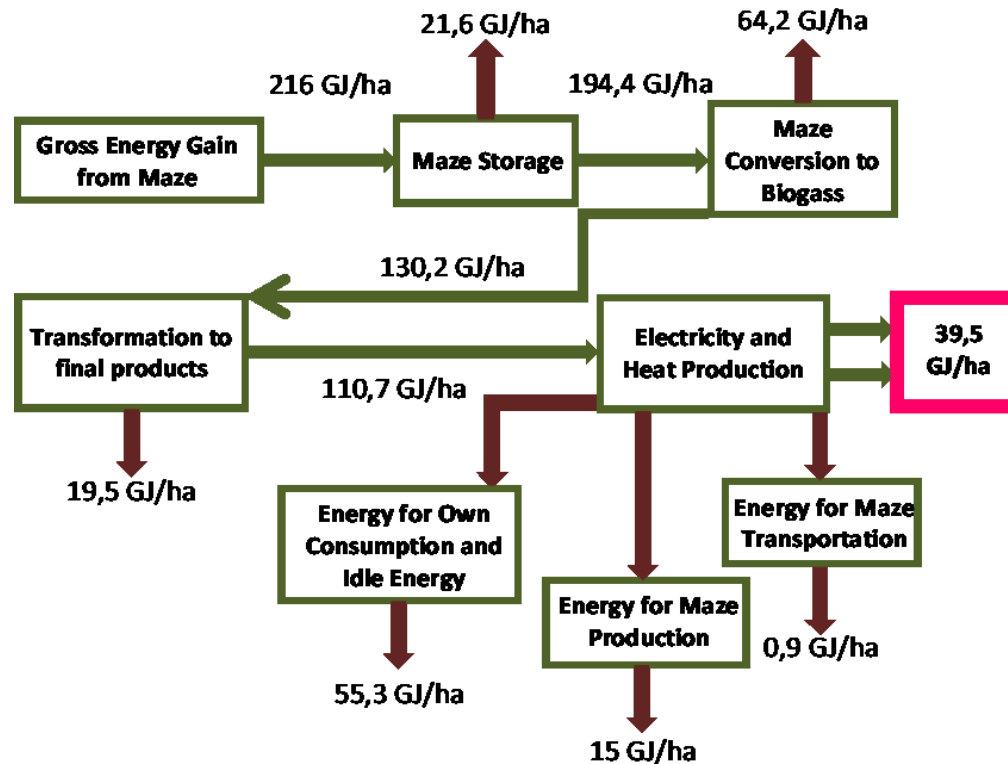 21,6 GJ/ha
64,2 GJ/ha
216 GJ/ha
194,4 GJ/ha
Gross Energy Gain
from Maze
Maze Storage
Maze
Conversion to
Biogass
130,2 GJ/ha
Transformation to
final products
Electricity and
Heat Production
39,5
GJ/ha
110,7 GJ/ha
19,5 GJ/ha
Energy for Own
Consumption and
Idle Energy
Energy for Maze
Transportation
Energy for Maze
Production
0,9 GJ/ha
55,3 GJ/ha
15 GJ/ha